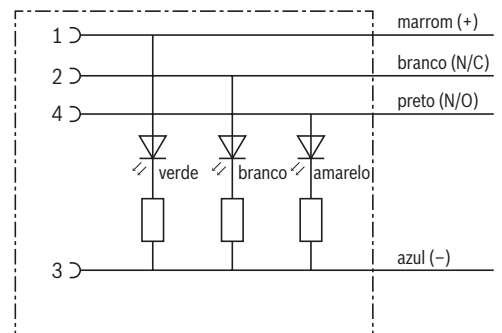 marrom (+)
1
branco (N/C)
2
preto (N/O)
4
verde branco amarelo
azul (−)
3